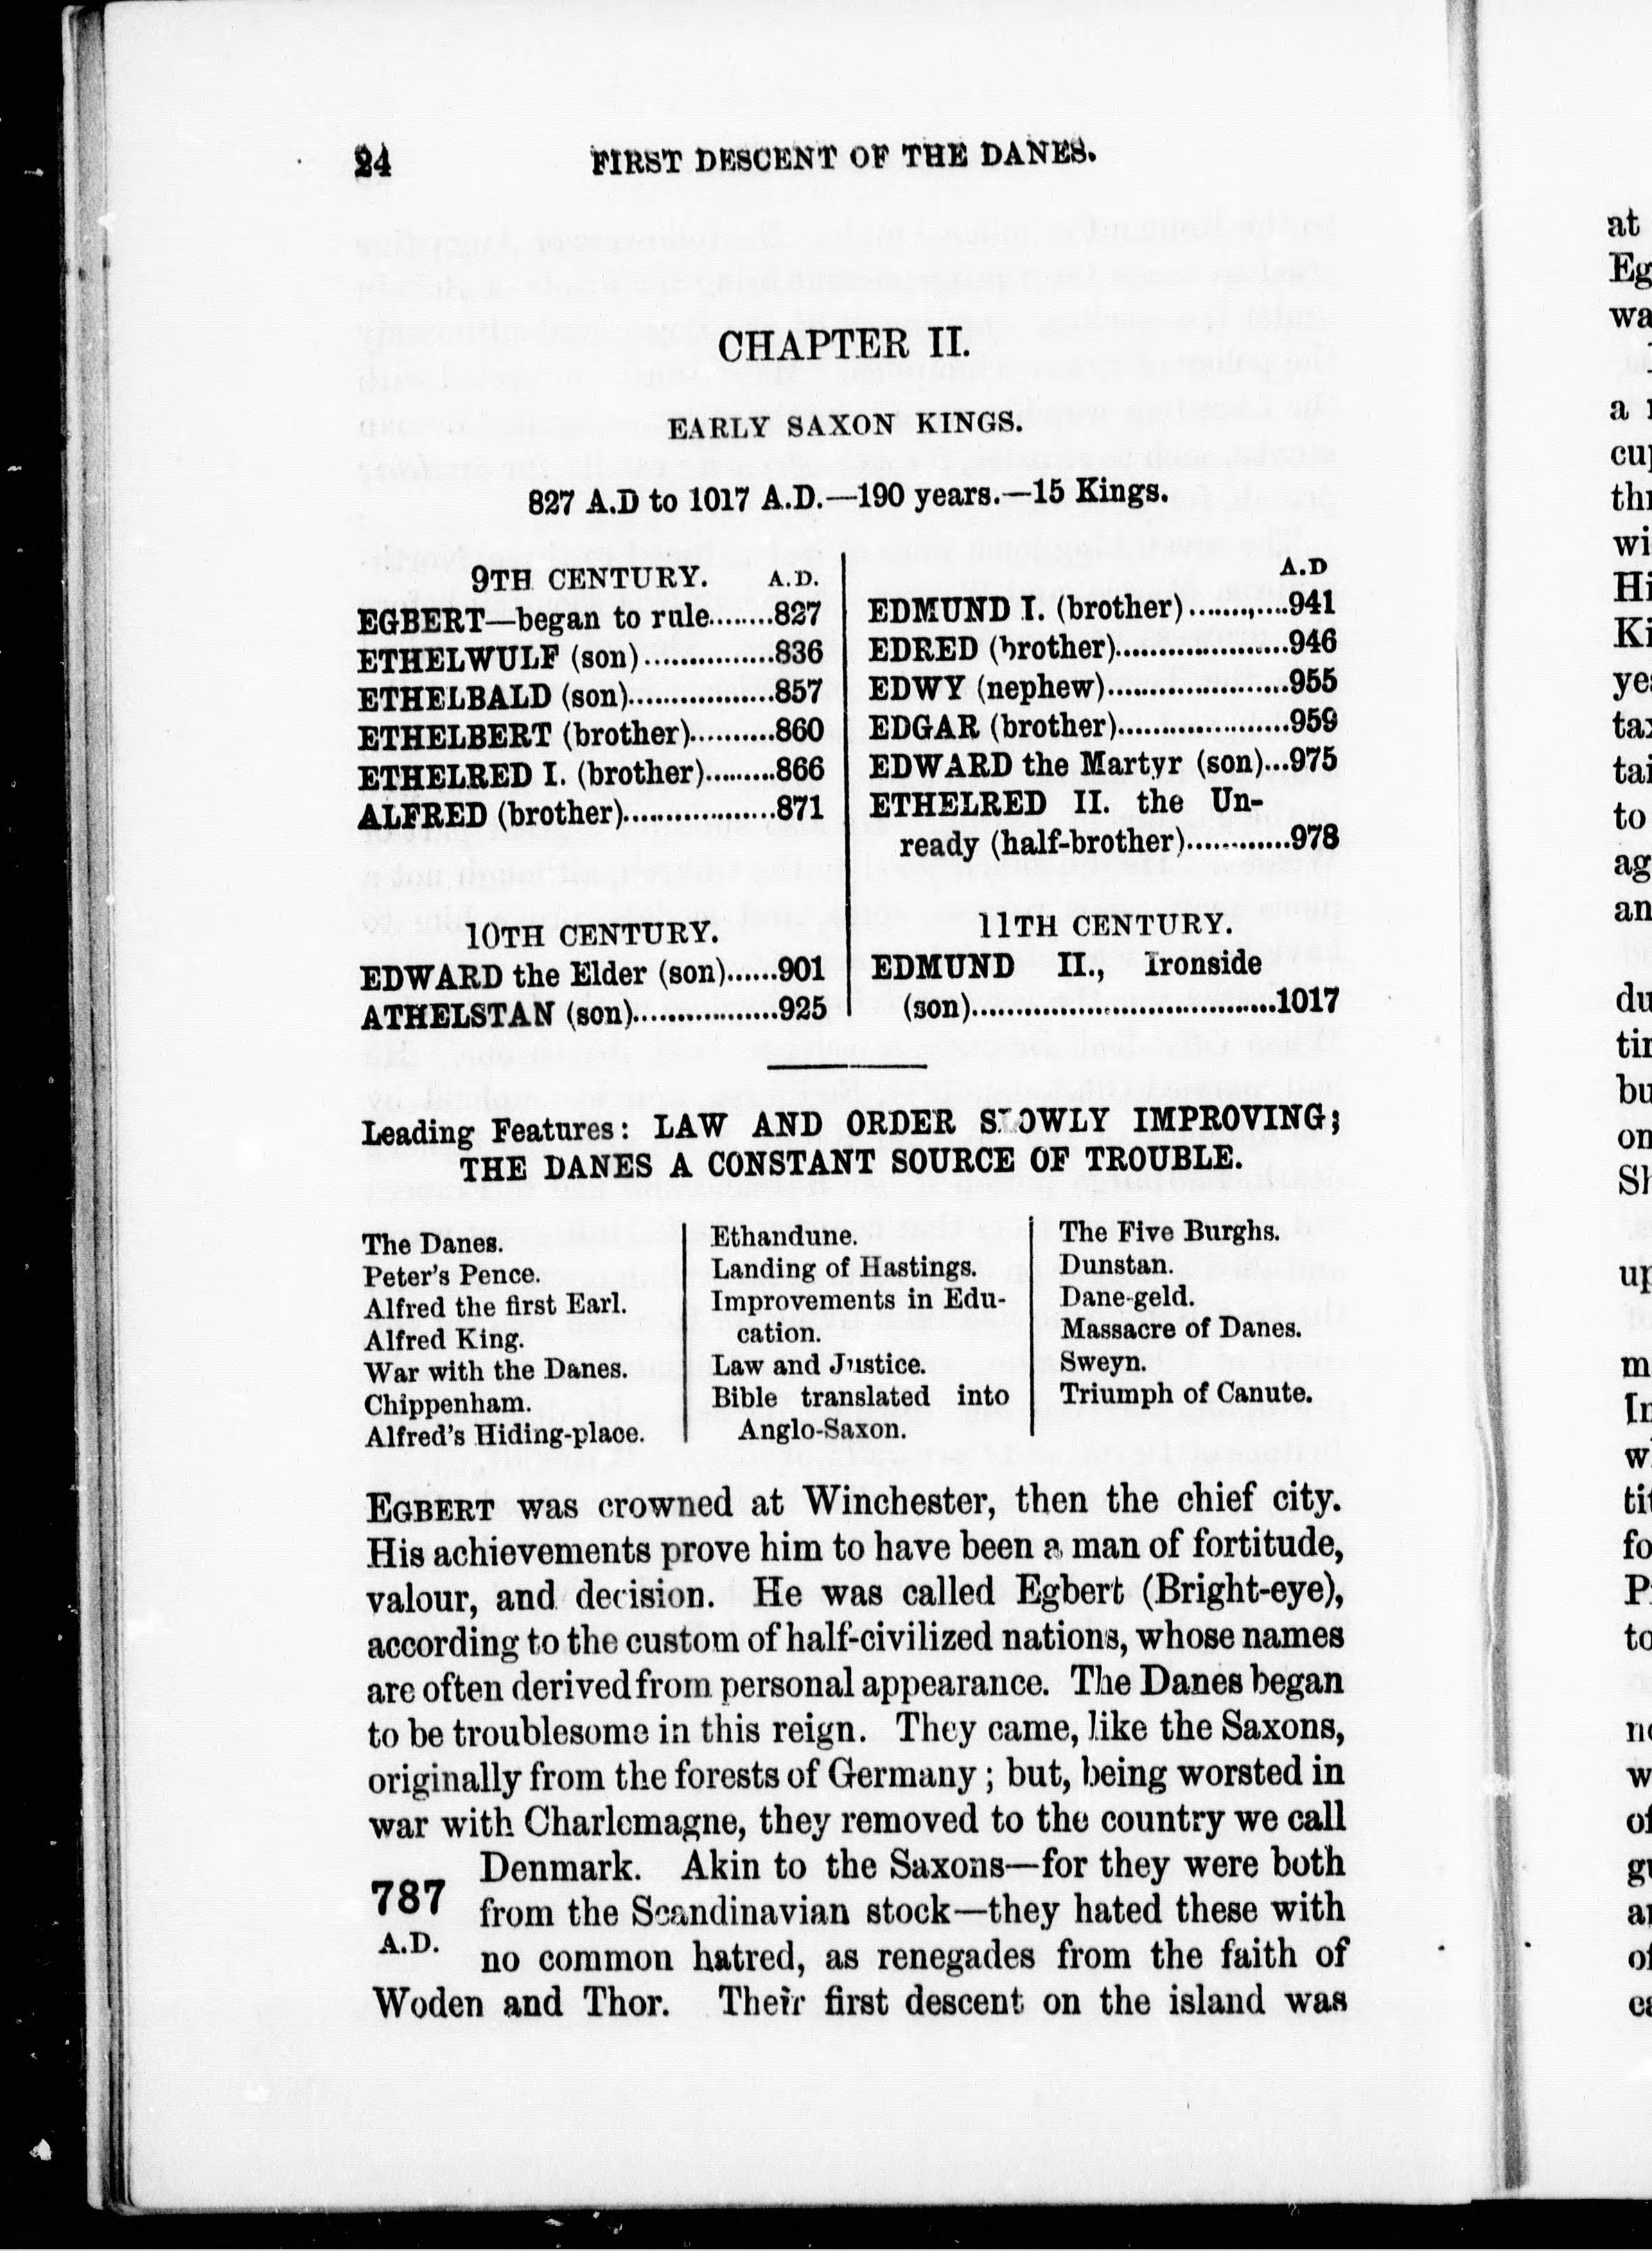 24 FIRST DESCENT OF THE DANES.
CHAPTER II.
EARLY SAXON KINGS.
827 A.D to 1017 A.D.—190 years.—15 Kings.
9TH CENTURY. A.D.
EGBERT—began to rule........827
ETHELWULF (son)...............836
ETHELBALD (son).................857
ETHELBERT (brother)..........860
ETHELRED I. (brother).........866
ALFRED (brother)..................871
10TH CENTURY.
EDWARD the Elder (son)......901
ATHELSTAN (son).................925
A.D
EDMUND I. (brother)...........941
EDRED (brother)....................946
EDWY (nephew).....................955
EDGAR (brother)....................959
EDWARD the Martyr (son)...975
ETHELRED II. the Un-
ready (half-brother)............978
11TH CENTURY.
EDMUND II., Ironside
(son)...................................1017
Leading Features: LAW AND ORDER SLOWLY IMPROVING;
THE DANES A CONSTANT SOURCE OF TROUBLE.
The Danes.
Peter's Pence.
Alfred the first Earl.
Alfred King.
War with the Danes.
Chippenham.
Alfred's Hiding-place.
Ethandune.
Landing of Hastings.
Improvements in Edu-
cation.
Law and Justice.
Bible translated into
Anglo-Saxon.
The Five Burghs.
Dunstan.
Dane-geld.
Massacre of Danes.
Sweyn.
Triumph of Canute.
EGBERT was crowned at Winchester, then the chief city.
His achievements prove him to have been a man of fortitude,
valour, and decision. He was called Egbert (Bright-eye),
according to the custom of half-civilized nations, whose names
are often derived from personal appearance. The Danes began
to be troublesome in this reign. They came, like the Saxons,
originally from the forests of Germany; but, being worsted in
war with Charlemagne, they removed to the country we call
Denmark. Akin to the Saxons—for they were both
787
from the Scandinavian stock—they hated these with
A.D.
no common hatred, as renegades from the faith of
Woden and Thor. Their first descent on the island was